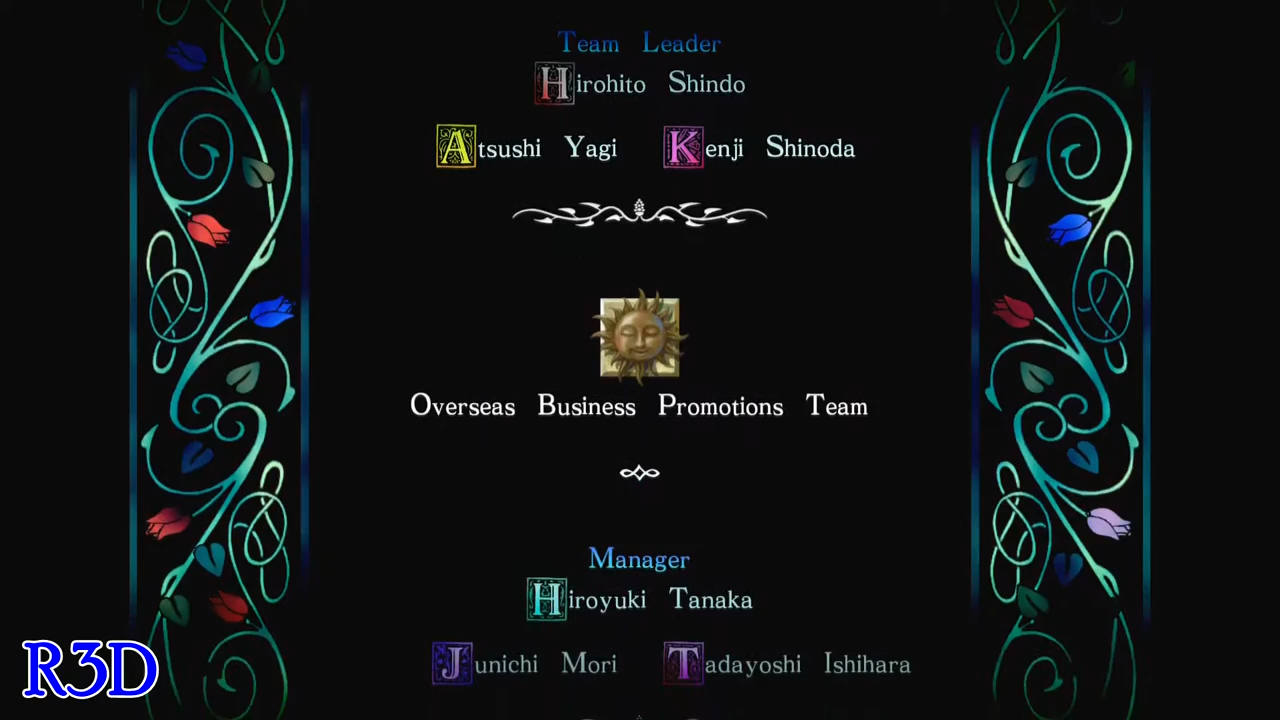 Team Leader
Hirohito Shindo
Atsushi Yagi Kenji Shinoda
Overseas Business Promotions Team
Manager
Hiroyuki Tanaka
Junichi Mori Tadayoshi Ishihara
R3D